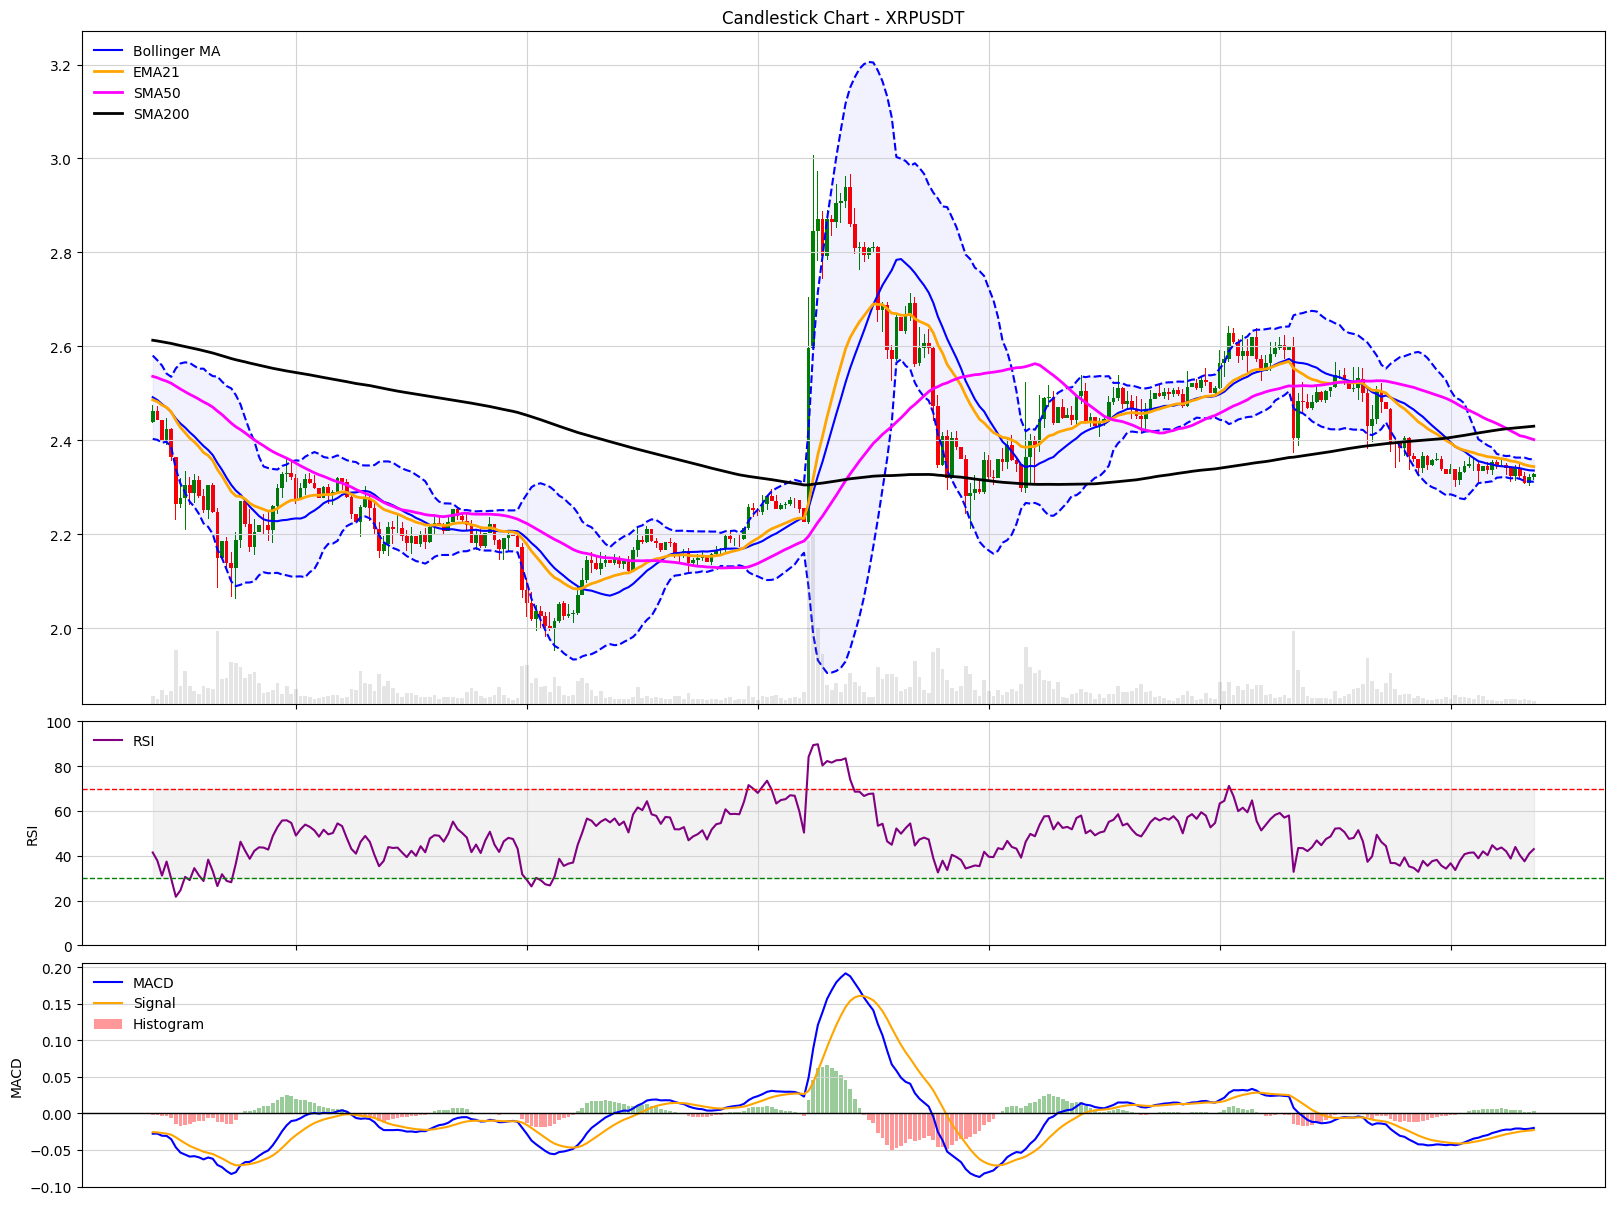 Candlestick Chart - XRPUSDT
Bollinger MA
EMA21
SMA50
SMA200
3.2
3.0
2.8
2.6
2.4
2.2
2.0
RSI
RSI
100
80
60
40
20
0
MACD
Signal
Histogram
MACD
0.20
0.15
0.10
0.05
0.00
−0.05
−0.10